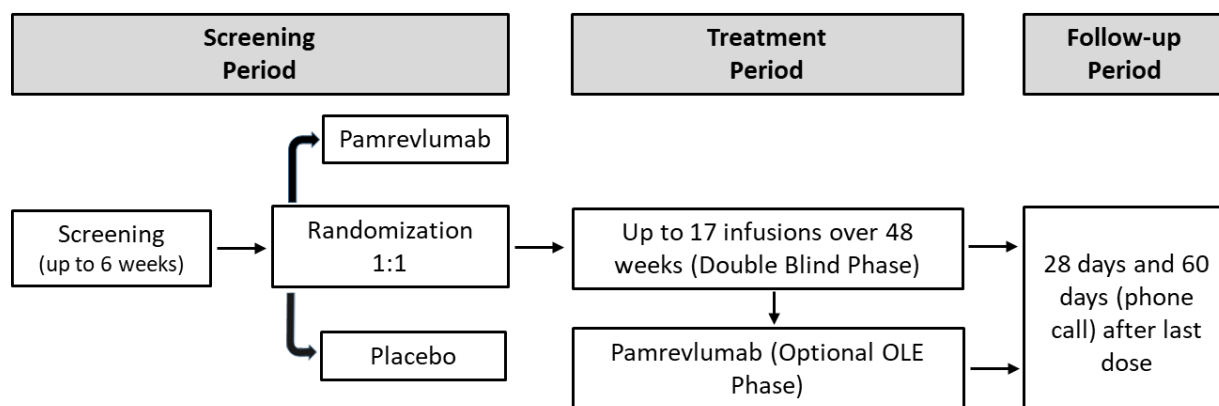 Screening
Period
Treatment
Period
Follow-up
Period
Pamrevlumab
Screening
(up to 6 weeks)
Randomization
1:1
Placebo
Up to 17 infusions over 48
weeks (Double Blind Phase)
Pamrevlumab (Optional OLE
Phase)
28 days and 60
days (phone
call) after last
dose